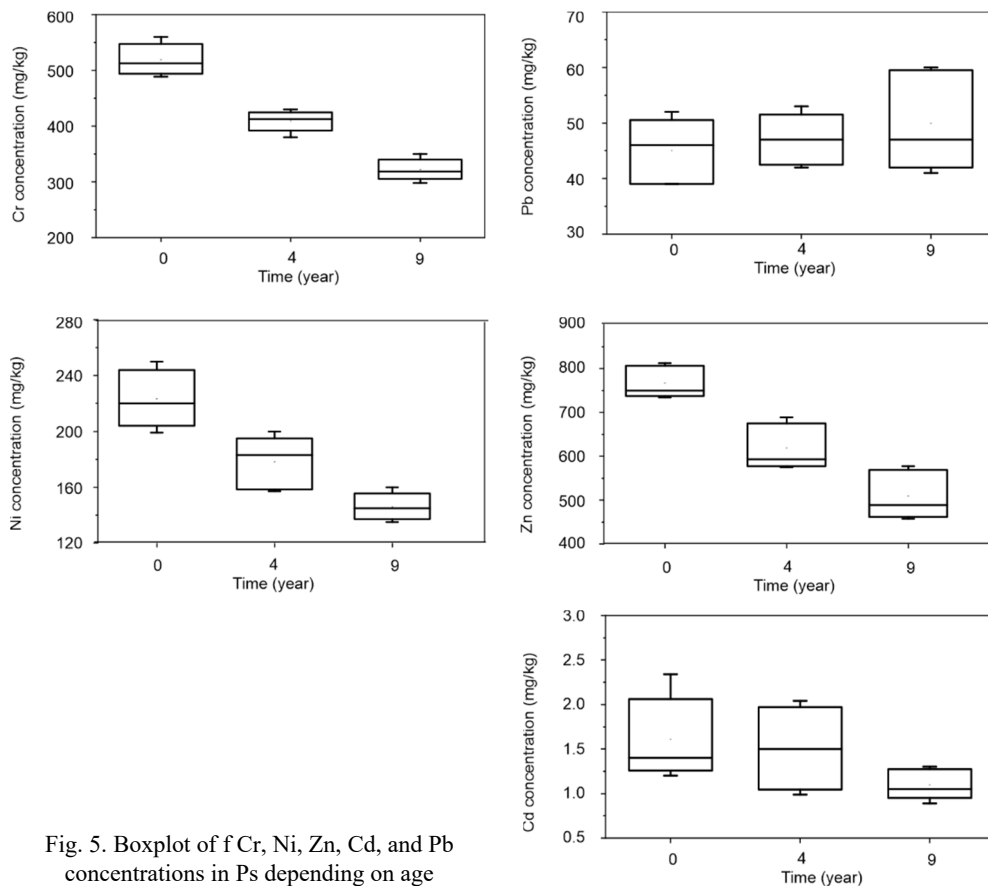 600
500
400
300
200
Cr concentration (mg/kg)
0 4 9
Time (year)
70
60
50
40
30
Pb concentration (mg/kg)
0 4 9
Time (year)
280
240
200
160
120
Ni concentration (mg/kg)
0 4 9
Time (year)
900
800
700
600
500
400
Zn concentration (mg/kg)
0 4 9
Time (year)
3.0
2.5
2.0
1.5
1.0
0.5
Cd concentration (mg/kg)
0 4 9
Time (year)
Fig. 5. Boxplot of f Cr, Ni, Zn, Cd, and Pb
concentrations in Ps depending on age